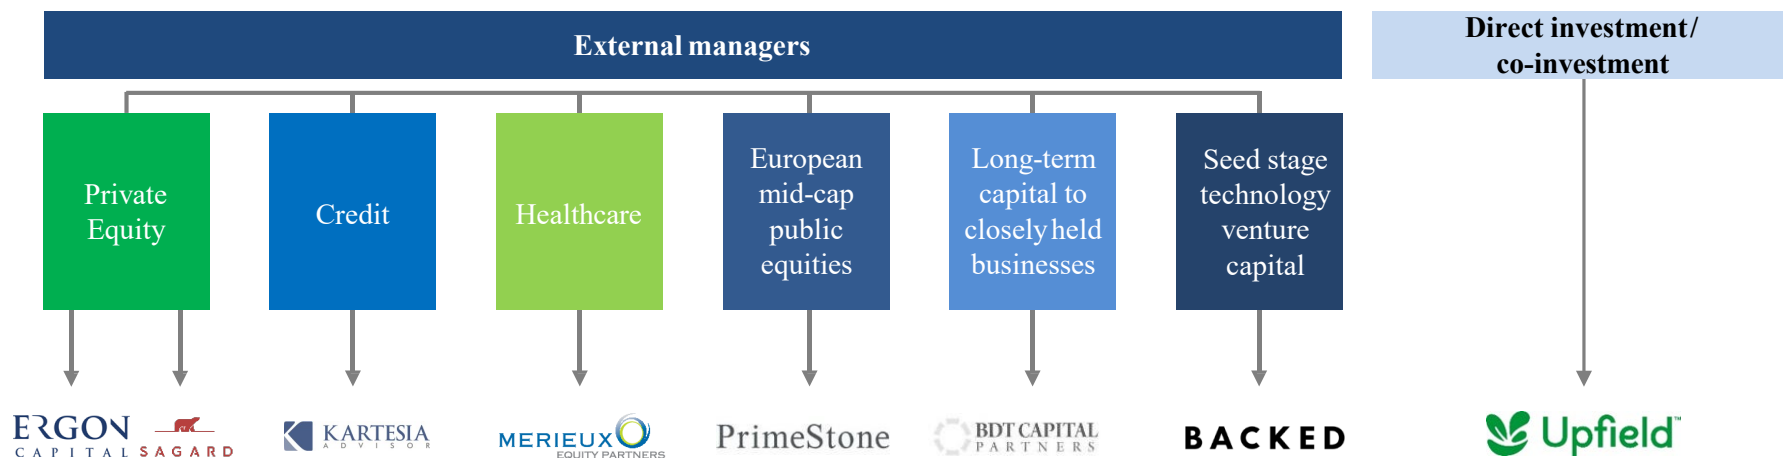 External managers
Direct investment/
co-investment
Private
Equity
Credit
Healthcare
European
mid-cap
public
equities
Long-term
capital to
closely held
businesses
Seed stage
technology
venture
capital
ERGON
CAPITAL
SAGARD
KARTESIA
ADVISOR
MERIEUX
EQUITY PARTNERS
PrimeStone
BDT CAPITAL
PARTNERS
BACKED
Upfield™